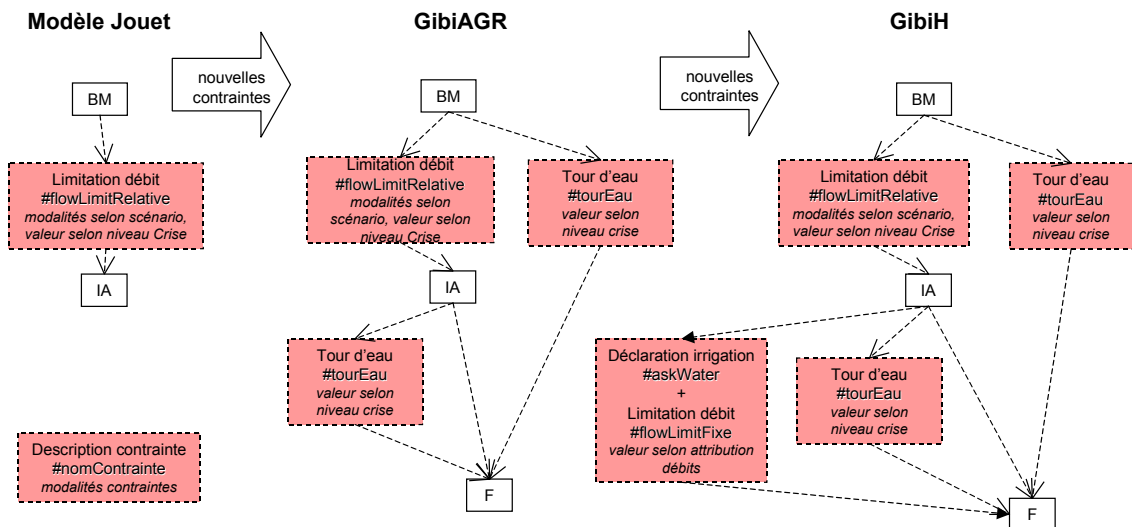 Modèle Jouet
GibiAGR
GibiH
nouvelles
contraintes
nouvelles
contraintes
BM
Limitation débit
#flowLimitRelative
modalités selon scénario,
valeur selon niveau Crise
IA
Description contrainte
#nomContrainte
modalités contraintes
BM
Limitation débit
#flowLimitRelative
modalités selon
scénario, valeur selon
niveau Crise
Tour d'eau
#tourEau
valeur selon
niveau crise
IA
Tour d'eau
#tourEau
valeur selon
niveau crise
F
BM
Limitation débit
#flowLimitRelative
modalités selon scénario,
valeur selon niveau Crise
Tour d'eau
#tourEau
valeur selon
niveau crise
IA
Déclaration irrigation
#askWater
+
Limitation débit
#flowLimitFixe
valeur selon attribution
débits
Tour d'eau
#tourEau
valeur selon
niveau crise
F